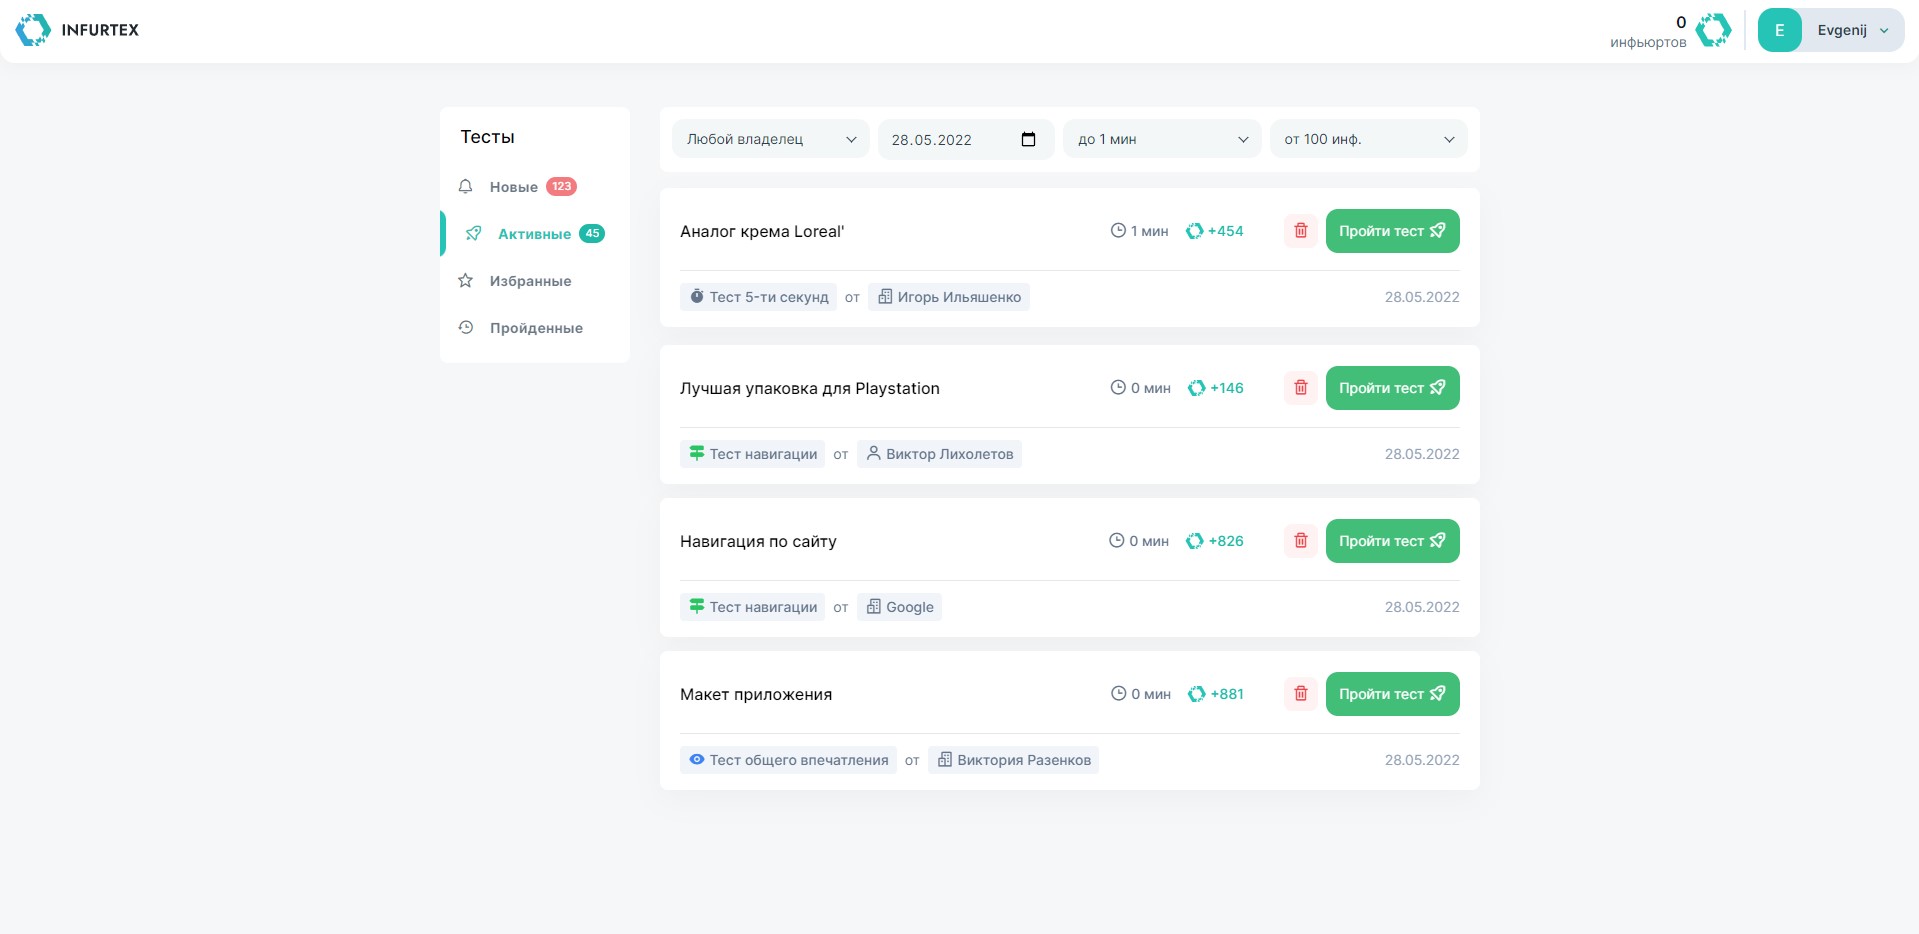 INFURTEX
0
инфьюртов
E
Evgenij
Тесты
Новые 123
Активные 45
Избранные
Пройденные
Любой владелец
28.05.2022
до 1 мин
от 100 инф.
Аналог крема Loreal'
1 мин
+454
Пройти тест
Тест 5-ти секунд от Игорь Ильяшенко
28.05.2022
Лучшая упаковка для Playstation
0 мин
+146
Пройти тест
Тест навигации от Виктор Лихолетов
28.05.2022
Навигация по сайту
0 мин
+826
Пройти тест
Тест навигации от Google
28.05.2022
Макет приложения
0 мин
+881
Пройти тест
Тест общего впечатления от Виктория Разенков
28.05.2022